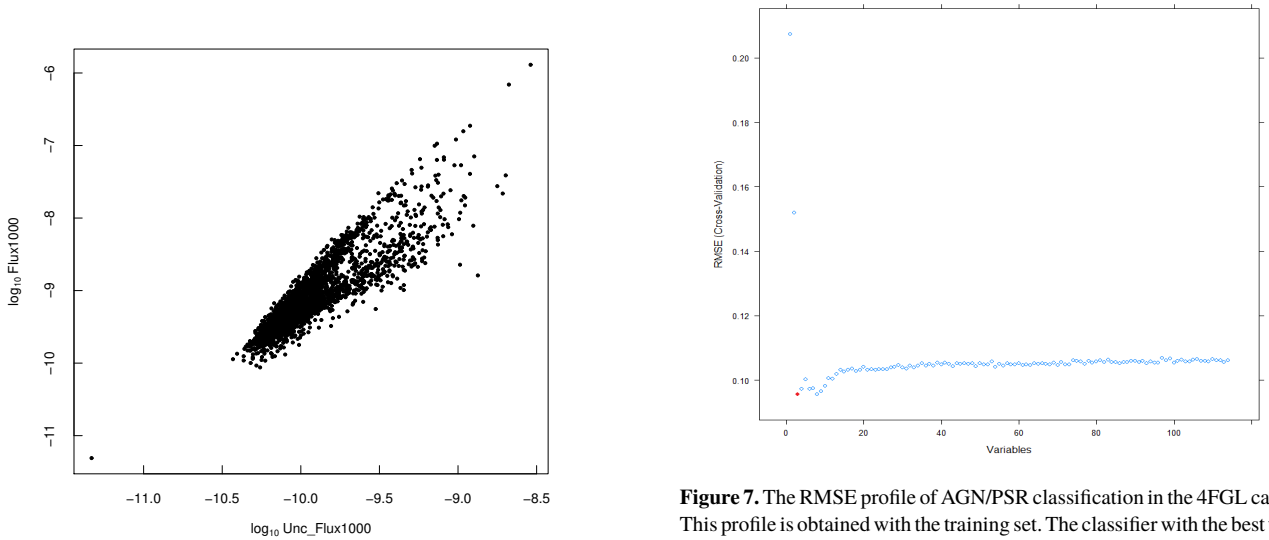 −6
−7
−8
−9
−10
−11
log₁₀ Flux1000
−11.0 −10.5 −10.0 −9.5 −9.0 −8.5
log₁₀ Unc_Flux1000
0.20
0.18
0.16
0.14
0.12
0.10
RMSE (Cross-Validation)
0 20 40 60 80 100
Variables
Figure 7. The RMSE profile of AGN/PSR classification in the 4FGL ca
This profile is obtained with the training set. The classifier with the best